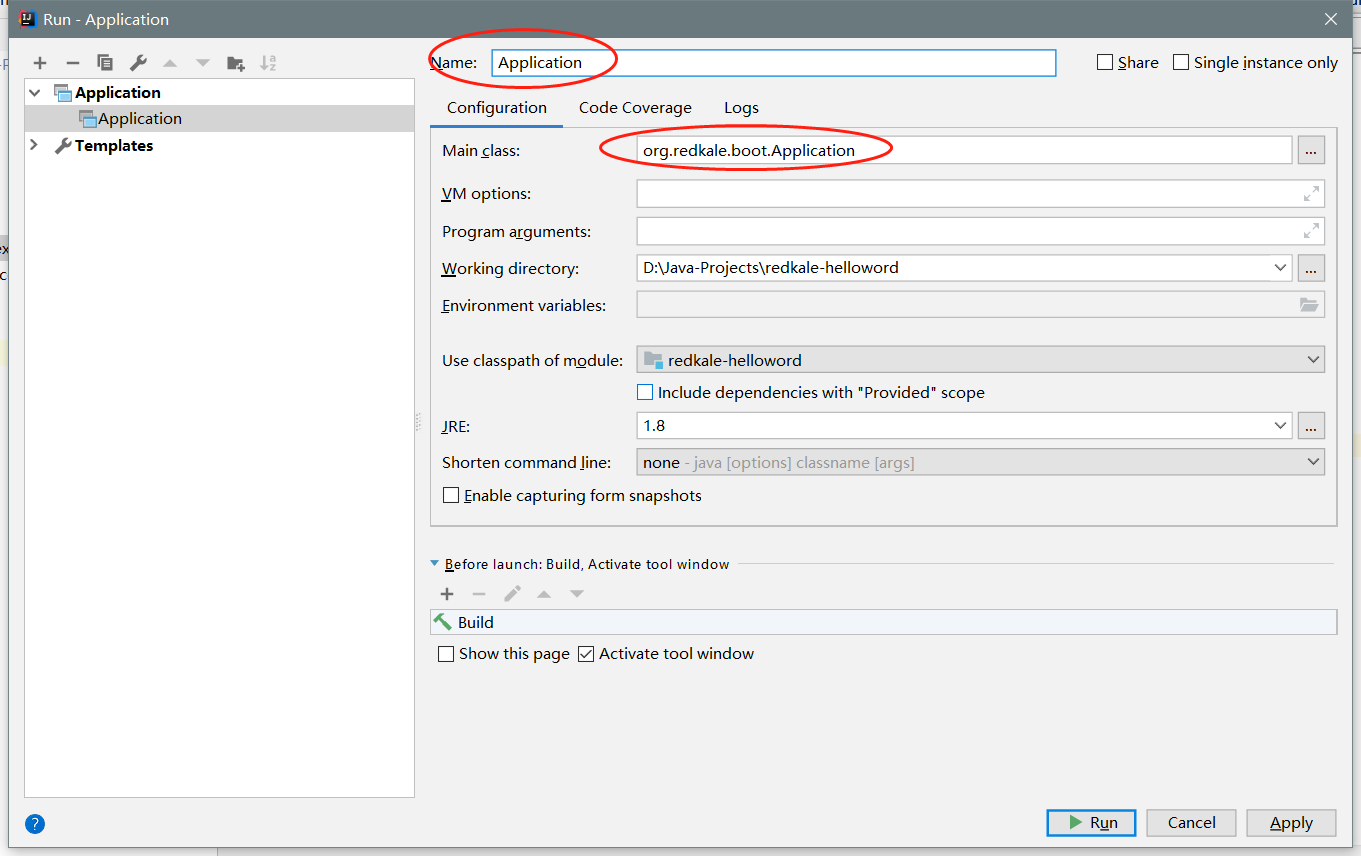 Run - Application
Name: Application
Share
Single instance only
Application
Application
Templates
Configuration Code Coverage Logs
Main class: org.redkale.boot.Application ...
VM options:
Program arguments:
Working directory: D:\Java-Projects\redkale-helloword ...
Environment variables:
Use classpath of module: redkale-helloword
Include dependencies with "Provided" scope
JRE: 1.8 ...
Shorten command line: none - java [options] classname [args]
Enable capturing form snapshots
Before launch: Build, Activate tool window
Build
Show this page Activate tool window
? Run Cancel Apply